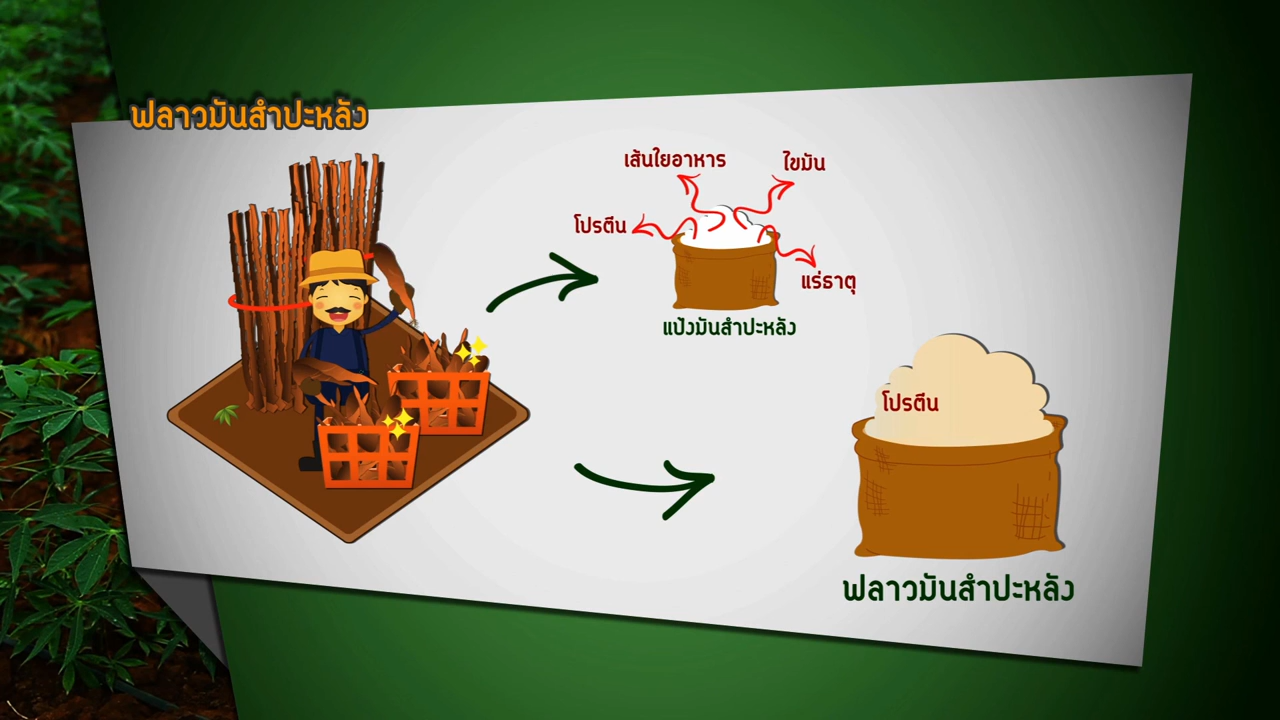 ฟลาวมันสำปะหลัง
เส้นใยอาหาร
ไขมัน
โปรตีน
แร่ธาตุ
แป้งมันสำปะหลัง
โปรตีน
ฟลาวมันสำปะหลัง